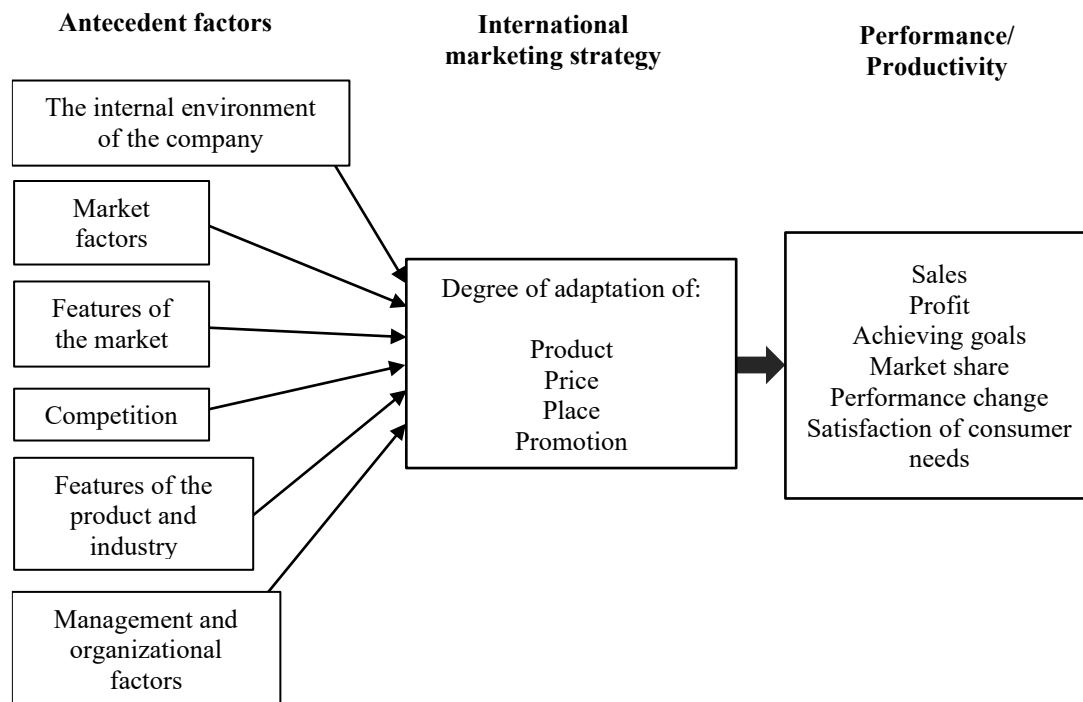 Antecedent factors
International
marketing strategy
Performance/
Productivity
The internal environment
of the company
Market
factors
Features of
the market
Competition
Features of the
product and
industry
Management and
organizational
factors
Degree of adaptation of:
Product
Price
Place
Promotion
Sales
Profit
Achieving goals
Market share
Performance change
Satisfaction of consumer
needs